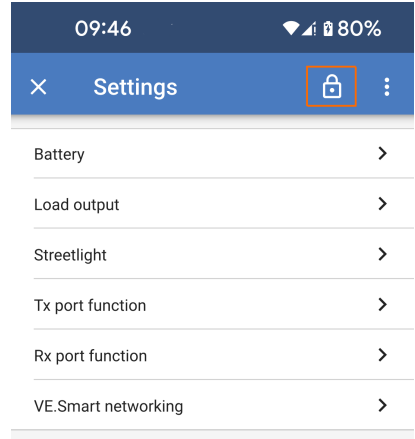 09:46
80%
Settings
Battery
Load output
Streetlight
Tx port function
Rx port function
VE.Smart networking